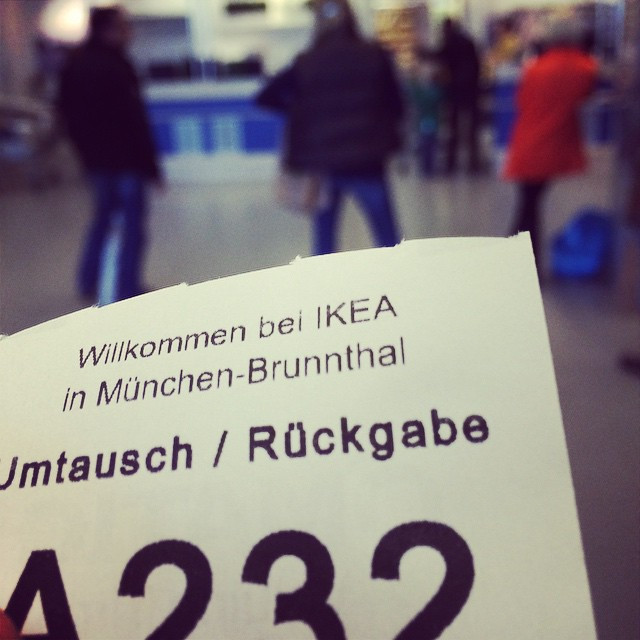 Willkommen bei IKEA
in München-Brunnthal
Umtausch / Rückgabe
A232